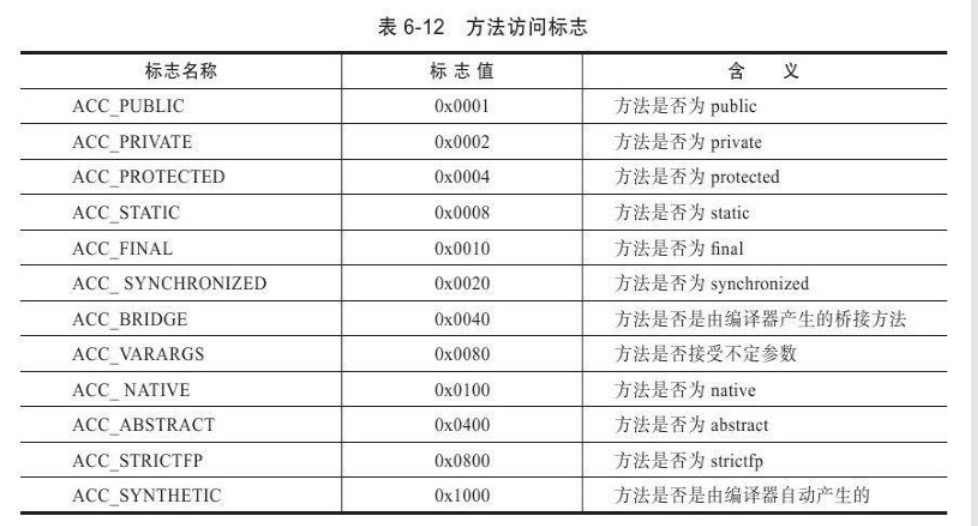 表 6-12 方法访问标志
标志名称 标 志 值 含 义
ACC_PUBLIC 0x0001 方法是否为 public
ACC_PRIVATE 0x0002 方法是否为 private
ACC_PROTECTED 0x0004 方法是否为 protected
ACC_STATIC 0x0008 方法是否为 static
ACC_FINAL 0x0010 方法是否为 final
ACC_ SYNCHRONIZED 0x0020 方法是否为 synchronized
ACC_BRIDGE 0x0040 方法是否是由编译器产生的桥接方法
ACC_VARARGS 0x0080 方法是否接受不定参数
ACC_ NATIVE 0x0100 方法是否为 native
ACC_ABSTRACT 0x0400 方法是否为 abstract
ACC_STRICTFP 0x0800 方法是否为 strictfp
ACC_SYNTHETIC 0x1000 方法是否是由编译器自动产生的